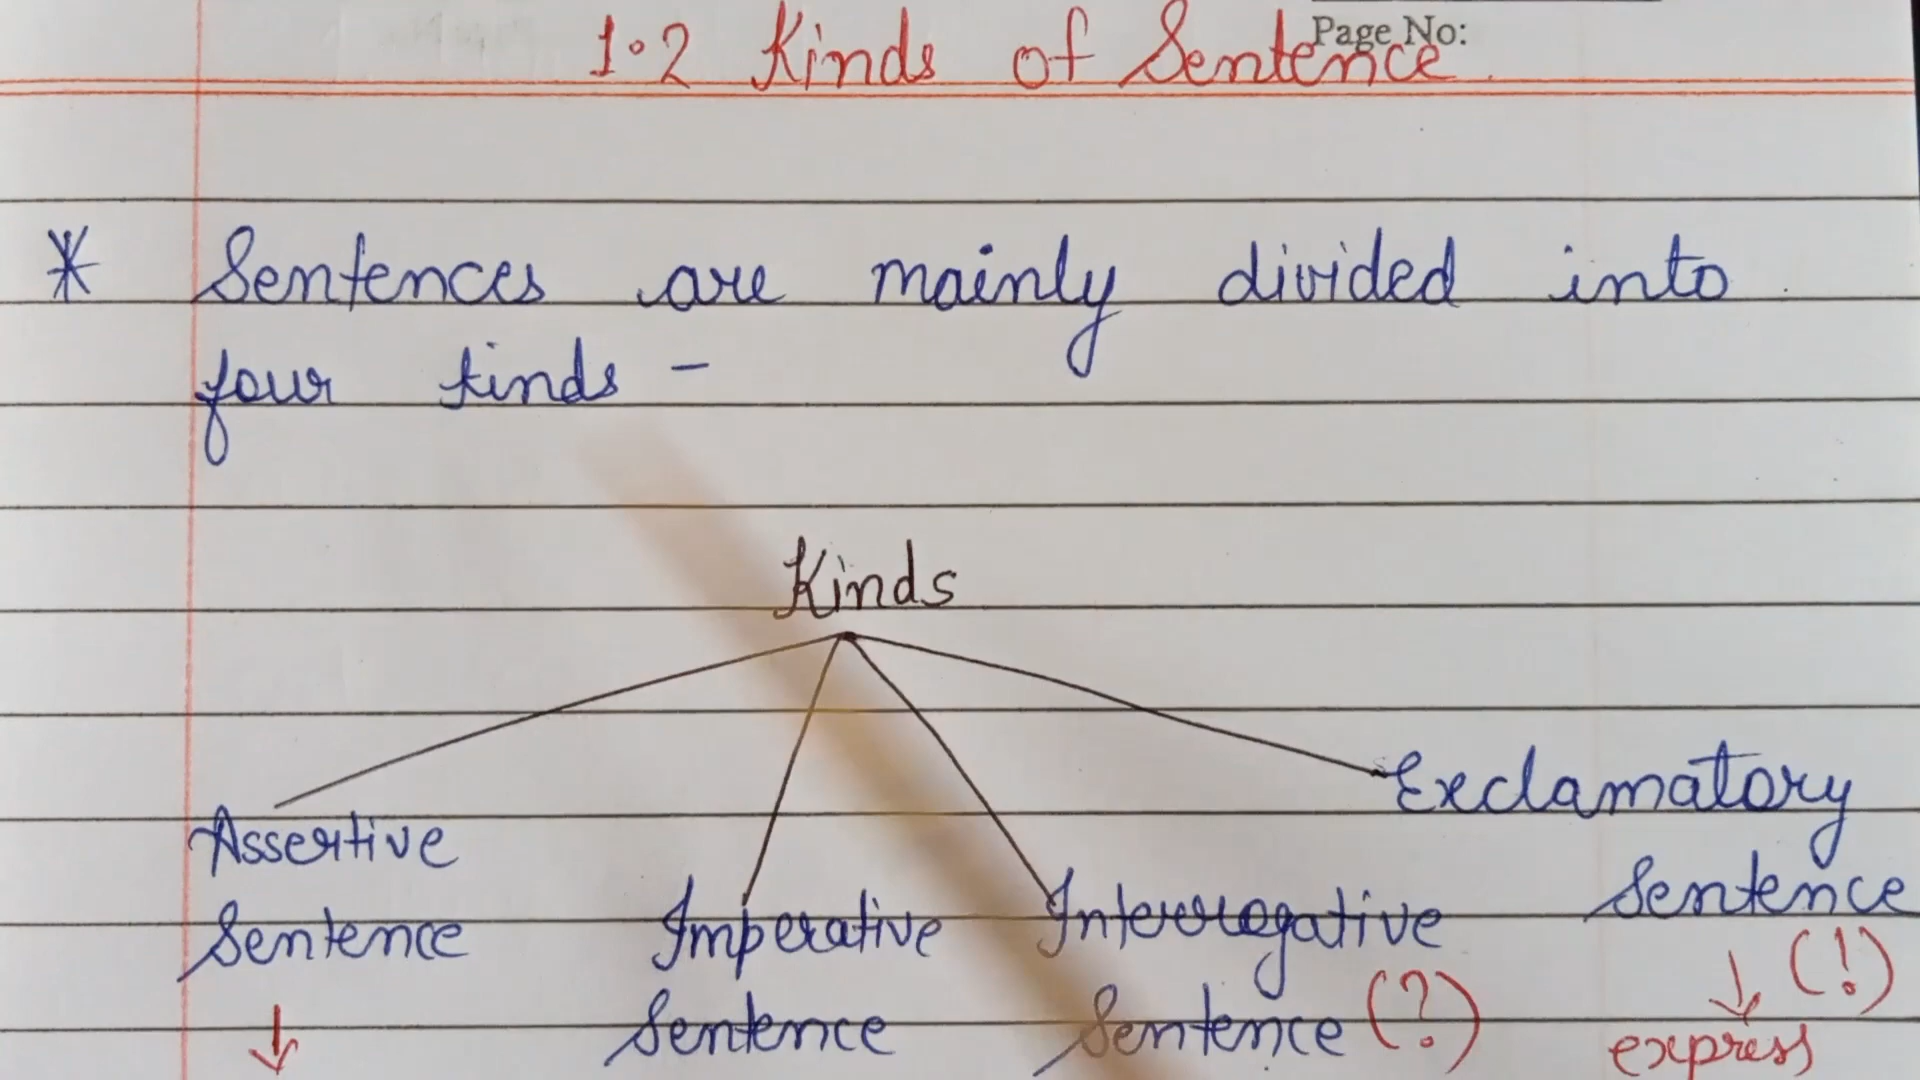 Page No:
1.2 Kinds of Sentence
* Sentences are mainly divided into
four kinds -
Kinds
Assertive
Sentence
↓
Imperative
Sentence
Interrogative
Sentence (?)
Exclamatory
Sentence
↓ (!)
express